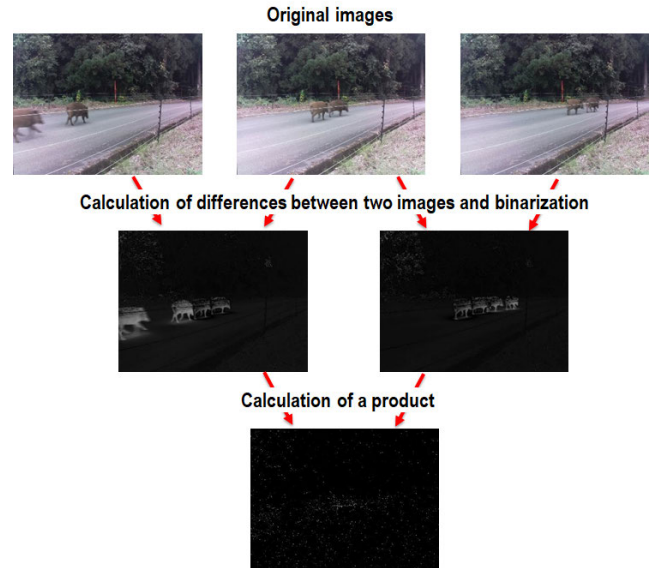 Original images
Calculation of differences between two images and binarization
Calculation of a product